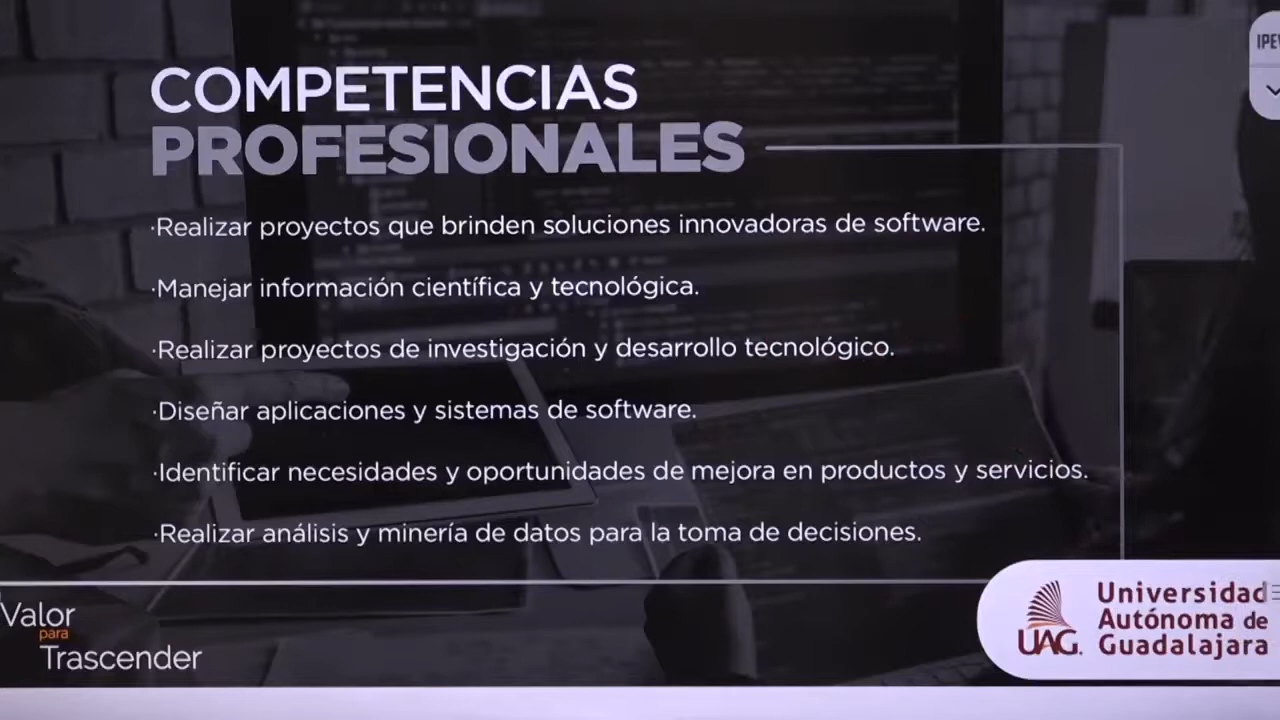 COMPETENCIAS
PROFESIONALES
·Realizar proyectos que brinden soluciones innovadoras de software.
·Manejar información científica y tecnológica.
·Realizar proyectos de investigación y desarrollo tecnológico.
·Diseñar aplicaciones y sistemas de software.
·Identificar necesidades y oportunidades de mejora en productos y servicios.
·Realizar análisis y minería de datos para la toma de decisiones.
Valor
para
Trascender
UAG.
Universidad
Autónoma de
Guadalajara